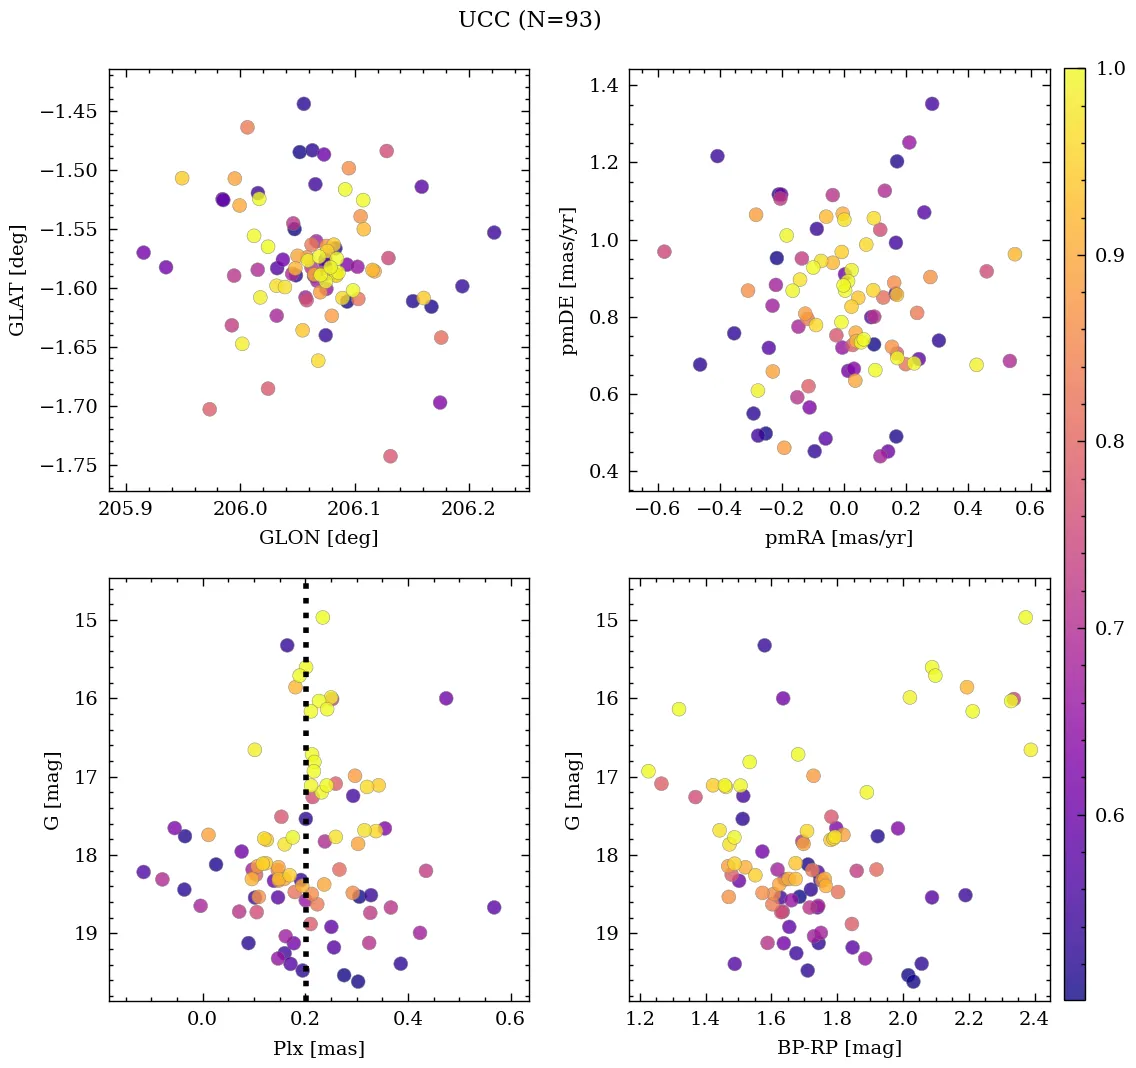 UCC (N=93)
−1.45
−1.50
−1.55
−1.60
−1.65
−1.70
−1.75
GLAT [deg]
205.9 206.0 206.1 206.2
GLON [deg]
1.4
1.2
1.0
0.8
0.6
0.4
pmDE [mas/yr]
−0.6 −0.4 −0.2 0.0 0.2 0.4 0.6
pmRA [mas/yr]
15
16
17
18
19
G [mag]
0.0 0.2 0.4 0.6
Plx [mas]
15
16
17
18
19
G [mag]
1.2 1.4 1.6 1.8 2.0 2.2 2.4
BP-RP [mag]
1.0
0.9
0.8
0.7
0.6